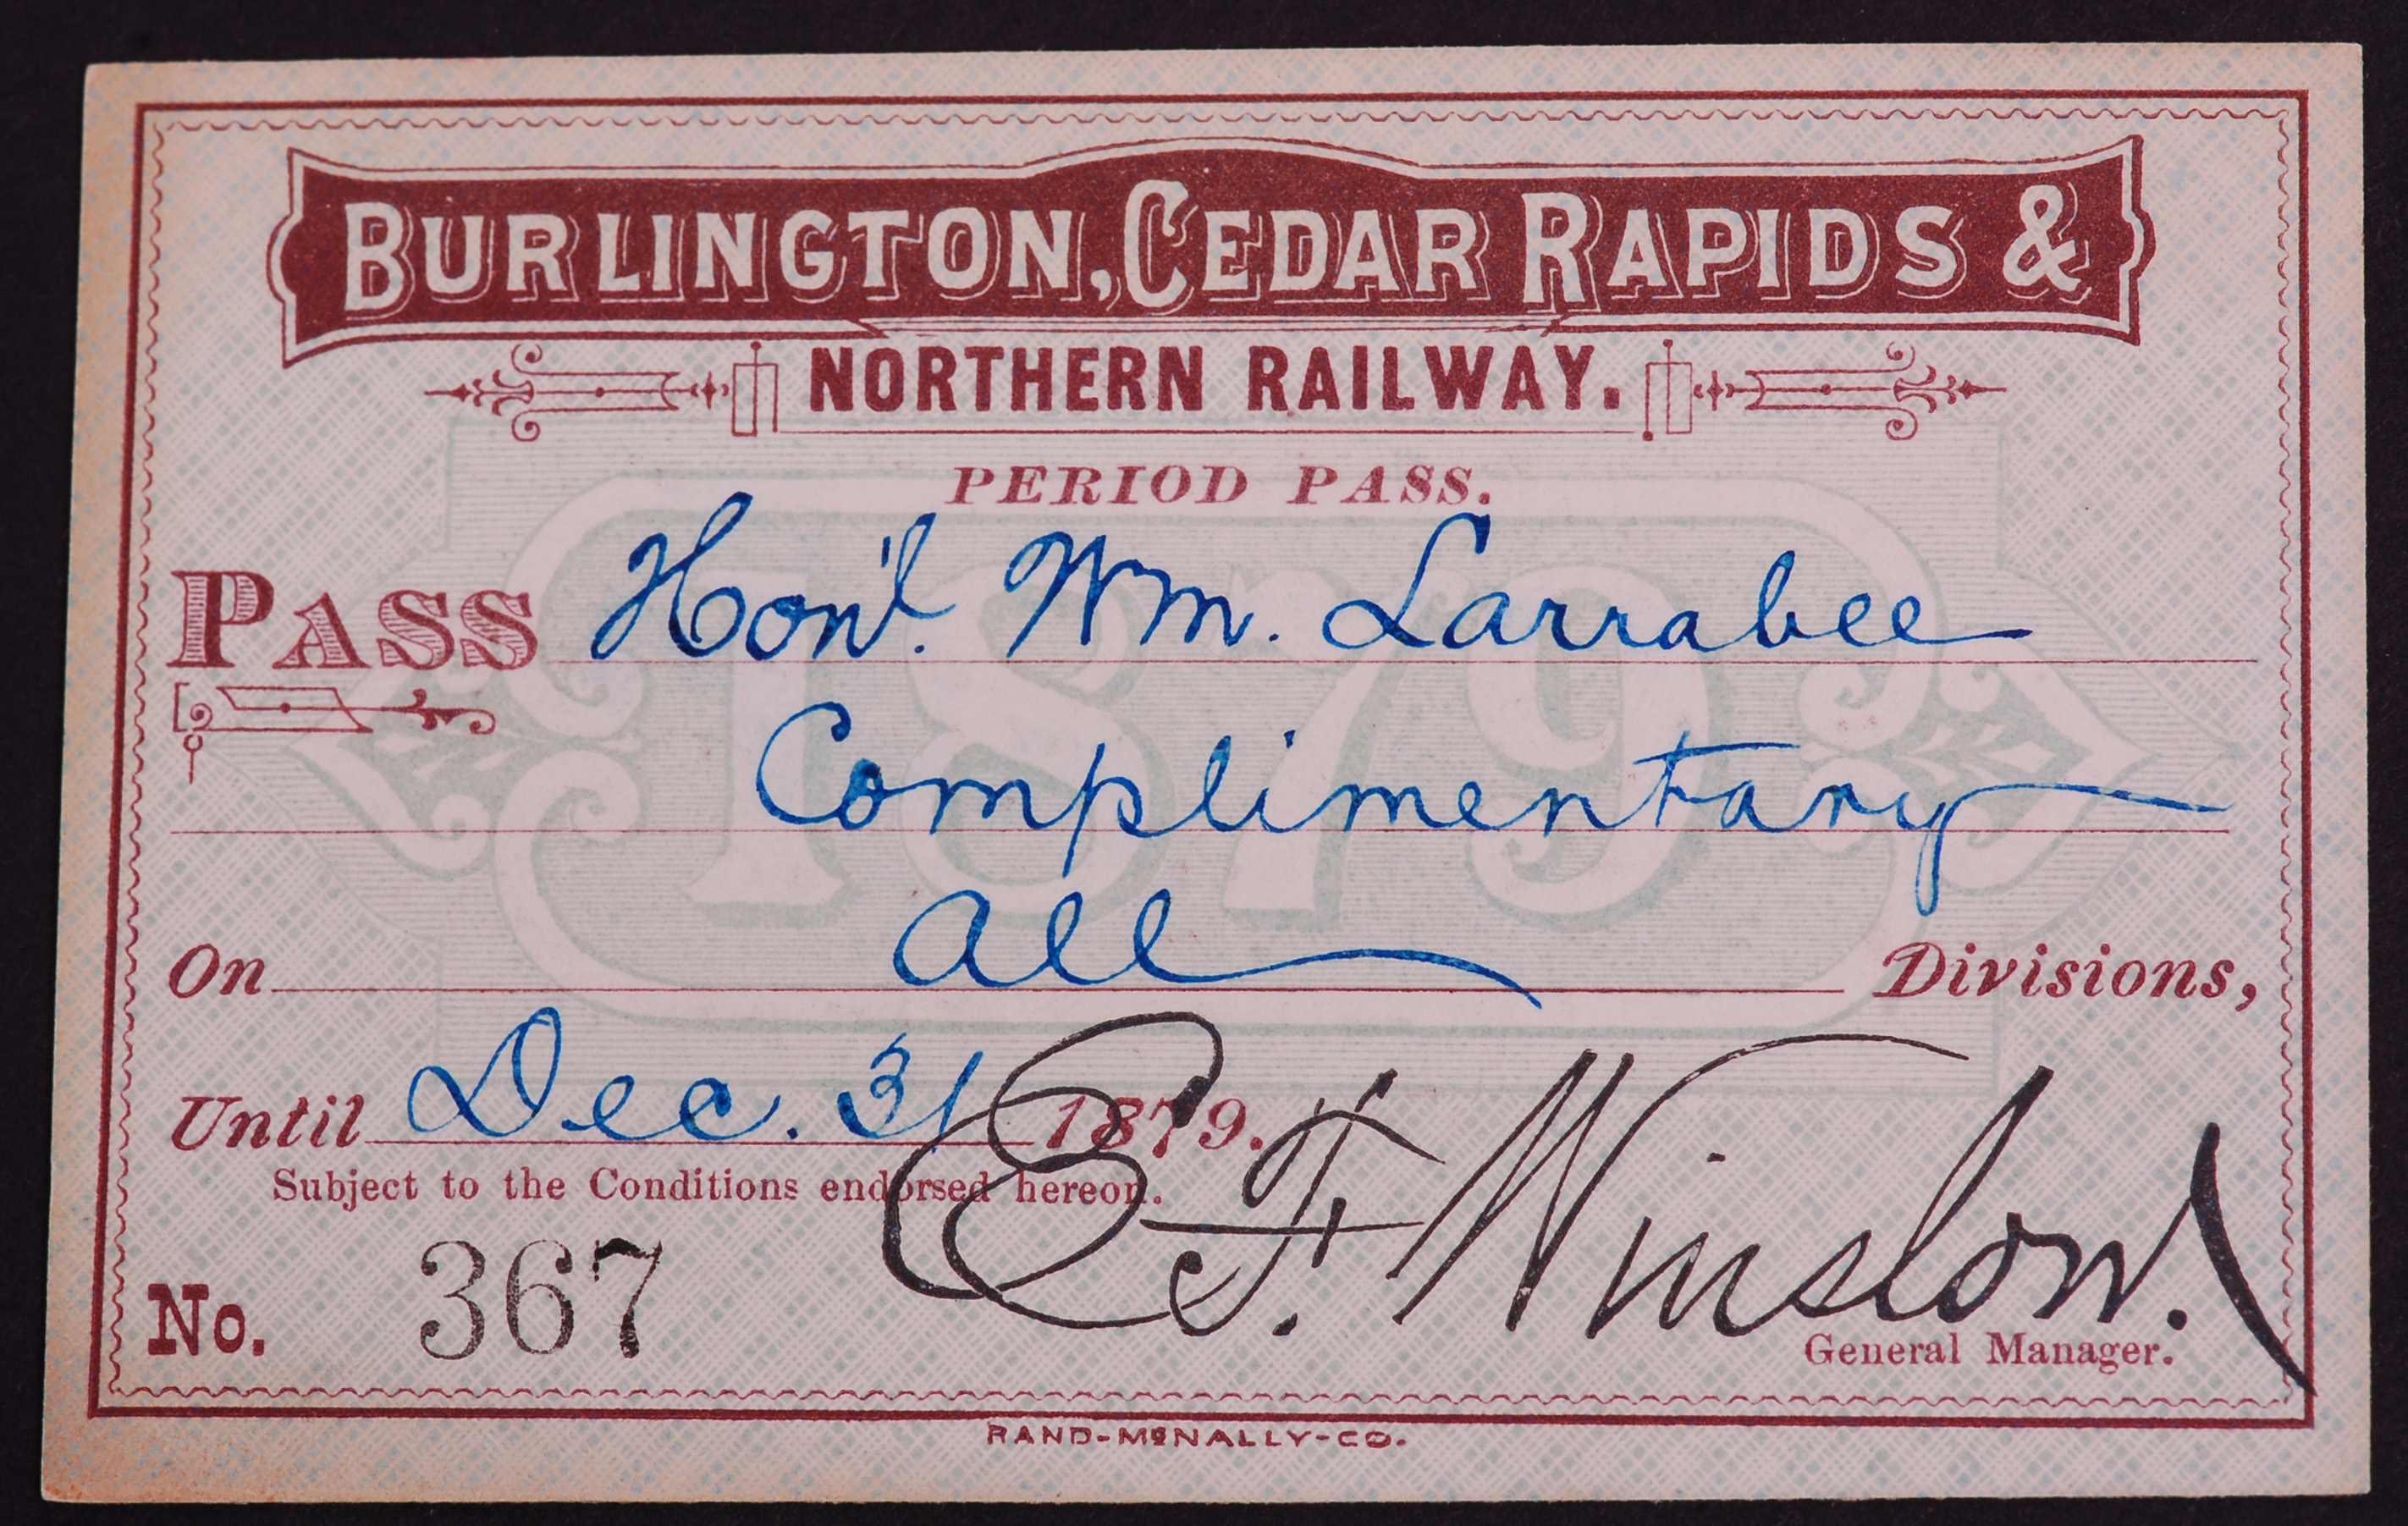 BURLINGTON, CEDAR RAPIDS &
NORTHERN RAILWAY.
PERIOD PASS.
PASS Hon'l. Wm. Larrabee
Complimentary
On all Divisions,
Until Dec. 31 1879.
Subject to the Conditions endorsed hereon.
E. F. Winslow.
No. 367
General Manager.
RAND-McNALLY-CO.
1879